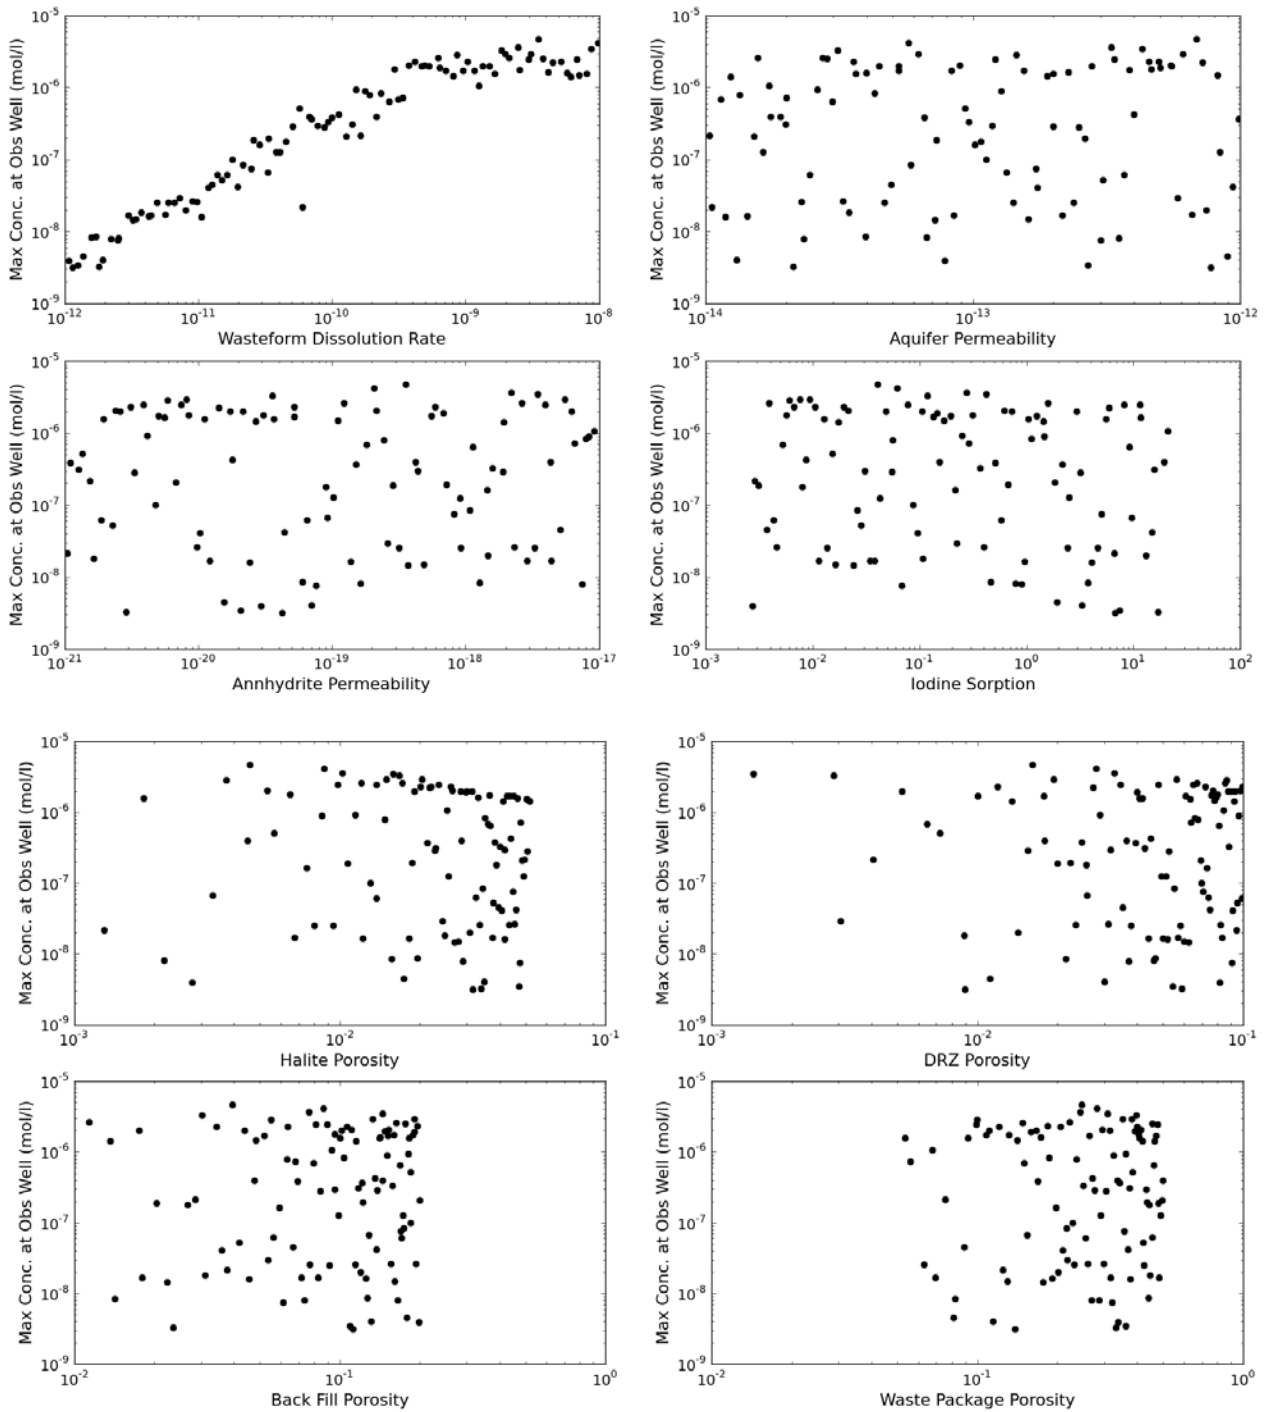 Max Conc. at Obs Well (mol/l)
10^-5
10^-6
10^-7
10^-8
10^-9
10^-12 10^-11 10^-10 10^-9 10^-8
Wasteform Dissolution Rate
Max Conc. at Obs Well (mol/l)
10^-5
10^-6
10^-7
10^-8
10^-9
10^-14 10^-13 10^-12
Aquifer Permeability
Max Conc. at Obs Well (mol/l)
10^-5
10^-6
10^-7
10^-8
10^-9
10^-21 10^-20 10^-19 10^-18 10^-17
Annhydrite Permeability
Max Conc. at Obs Well (mol/l)
10^-5
10^-6
10^-7
10^-8
10^-9
10^-3 10^-2 10^-1 10^0 10^1 10^2
Iodine Sorption
Max Conc. at Obs Well (mol/l)
10^-5
10^-6
10^-7
10^-8
10^-9
10^-3 10^-2 10^-1
Halite Porosity
Max Conc. at Obs Well (mol/l)
10^-5
10^-6
10^-7
10^-8
10^-9
10^-3 10^-2 10^-1
DRZ Porosity
Max Conc. at Obs Well (mol/l)
10^-5
10^-6
10^-7
10^-8
10^-9
10^-2 10^-1 10^0
Back Fill Porosity
Max Conc. at Obs Well (mol/l)
10^-5
10^-6
10^-7
10^-8
10^-9
10^-2 10^-1 10^0
Waste Package Porosity